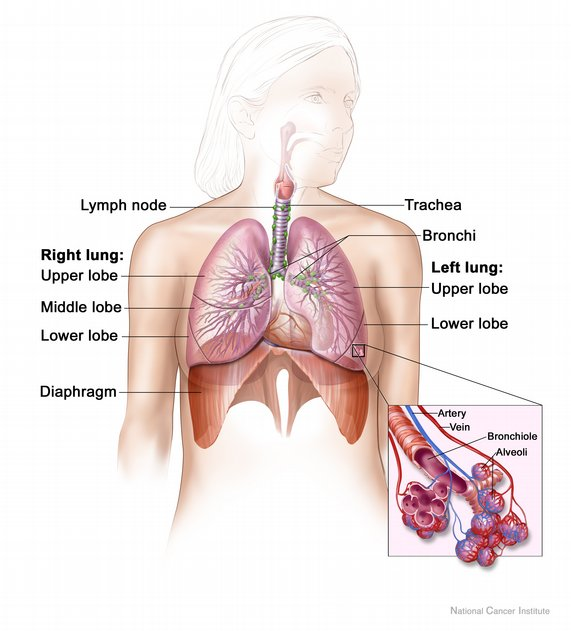 Lymph node
Trachea
Bronchi
Right lung:
Upper lobe
Middle lobe
Lower lobe
Left lung:
Upper lobe
Lower lobe
Diaphragm
Artery
Vein
Bronchiole
Alveoli
National Cancer Institute